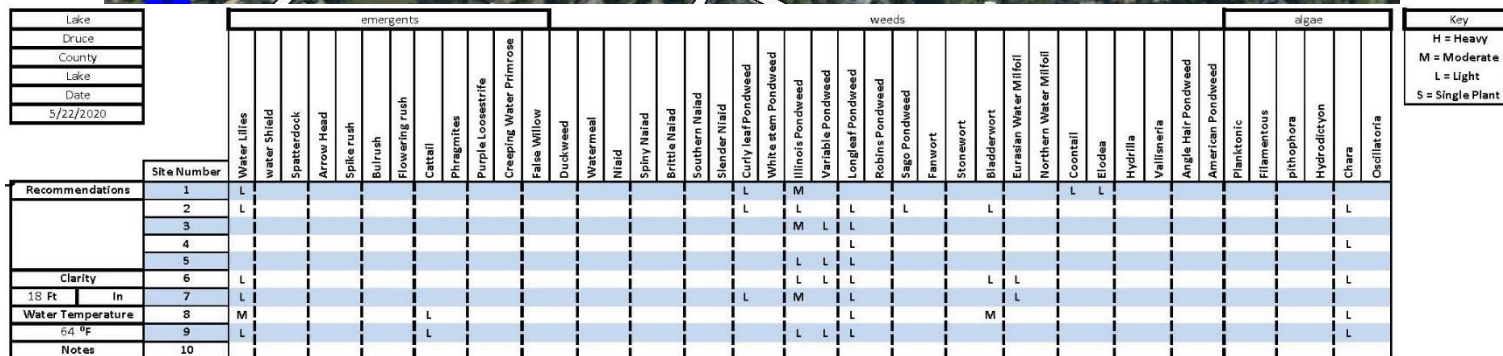 Lake
Druce
County
Lake
Date
5/22/2020
emergents weeds algae
Key
H = Heavy
M = Moderate
L = Light
S = Single Plant
Site Number
Water Lilies
water Shield
Spatterdock
Arrow Head
Spike rush
Bulrush
Flowering rush
Cattail
Phragmites
Purple Loosestrife
Creeping Water Primrose
False Willow
Duckweed
Watermeal
Niaid
Spiny Naiad
Brittle Naiad
Southern Naiad
Slender Niaid
Curly leaf Pondweed
White stem Pondweed
Illinois Pondweed
Variable Pondweed
Longleaf Pondweed
Robins Pondweed
Sago Pondweed
Fanwort
Stonewort
Bladderwort
Eurasian Water Milfoil
Northern Water Milfoil
Coontail
Elodea
Hydrilla
Vallisneria
Angle Hair Pondweed
American Pondweed
Planktonic
Filamentous
pithophora
Hydrodictyon
Chara
Oscillatoria
Recommendations 1 L L M L L
2 L L L L L L L
3 M L L
4 L L
5 L L L
Clarity 6 L L L L L L L
18 Ft In 7 L L M L L
Water Temperature 8 M L L M L
64 ºF 9 L L L L L L
Notes 10